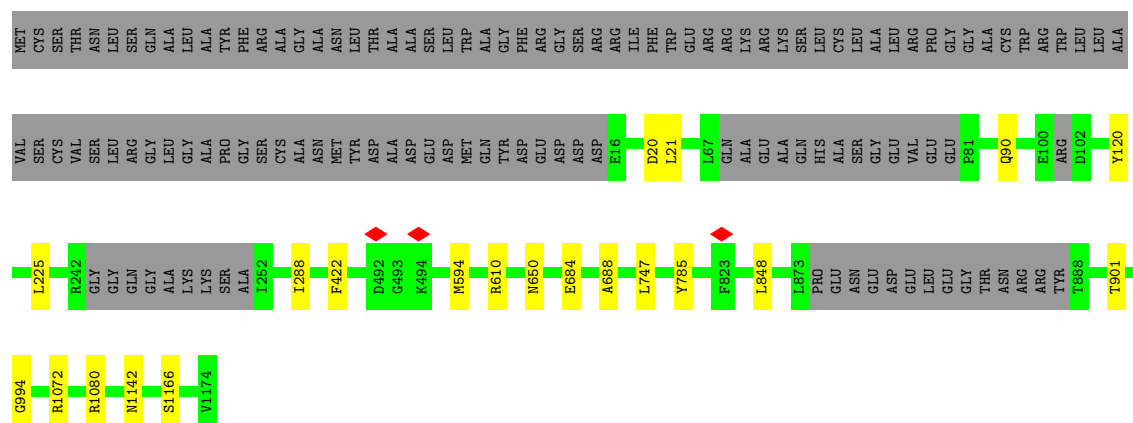 MET CYS SER THR ASN LEU SER GLN ALA LEU ALA TYR PHE ARG ALA GLY ALA ASN LEU THR ALA ALA SER LEU TRP ALA GLY PHE ARG GLY SER ARG ARG ILE PHE TRP GLU ARG ARG LYS ARG LYS SER LEU CYS LEU ALA LEU ARG PRO GLY GLY ALA CYS TRP ARG TRP LEU LEU ALA
VAL SER CYS VAL SER LEU ARG GLY LEU GLY ALA PRO GLY SER CYS ALA ASN MET TYR ASP ALA ASP GLU ASP MET GLN TYR ASP GLU ASP ASP ASP E16 D20 L21 L67 GLN ALA GLU ALA GLN HIS ALA SER GLY GLU VAL GLU GLU P81 Q90 E100 ARG D102 Y120
L225 R242 GLY GLY GLN GLY ALA LYS LYS SER ALA I252 I288 F422 D492 G493 K494 M594 R610 N650 E684 A688 L747 Y785 F823 L848 L873 PRO GLU ASN GLU ASP GLU LEU GLU GLY THR ASN ARG ARG TYR T888 T901
G994 R1072 R1080 N1142 S1166 V1174